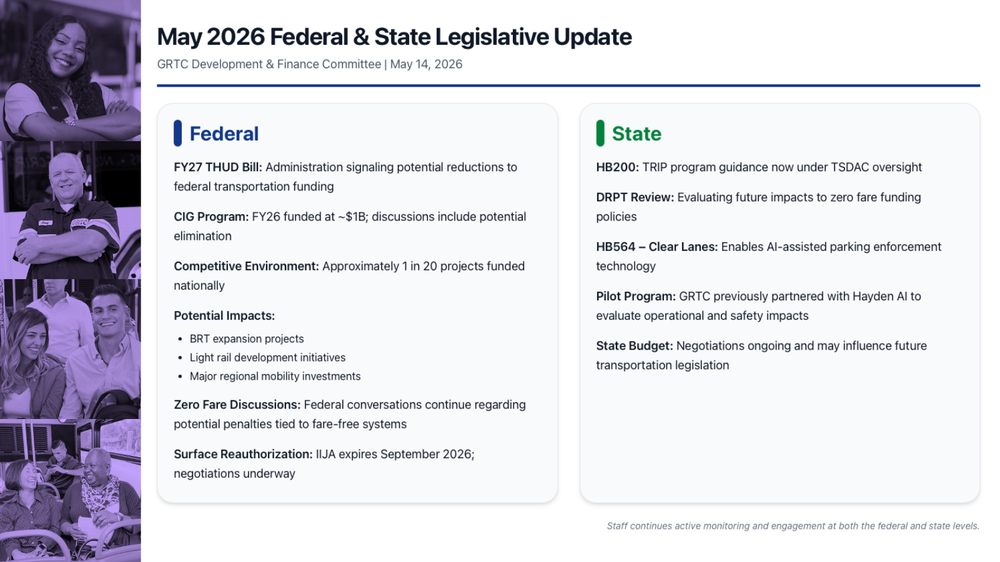 May 2026 Federal & State Legislative Update
GRTC Development & Finance Committee | May 14, 2026
Federal
FY27 THUD Bill: Administration signaling potential reductions to
federal transportation funding
CIG Program: FY26 funded at ~$1B; discussions include potential
elimination
Competitive Environment: Approximately 1 in 20 projects funded
nationally
Potential Impacts:
• BRT expansion projects
• Light rail development initiatives
• Major regional mobility investments
Zero Fare Discussions: Federal conversations continue regarding
potential penalties tied to fare-free systems
Surface Reauthorization: IIJA expires September 2026;
negotiations underway
State
HB200: TRIP program guidance now under TSDAC oversight
DRPT Review: Evaluating future impacts to zero fare funding
policies
HB564 – Clear Lanes: Enables AI-assisted parking enforcement
technology
Pilot Program: GRTC previously partnered with Hayden AI to
evaluate operational and safety impacts
State Budget: Negotiations ongoing and may influence future
transportation legislation
Staff continues active monitoring and engagement at both the federal and state levels.